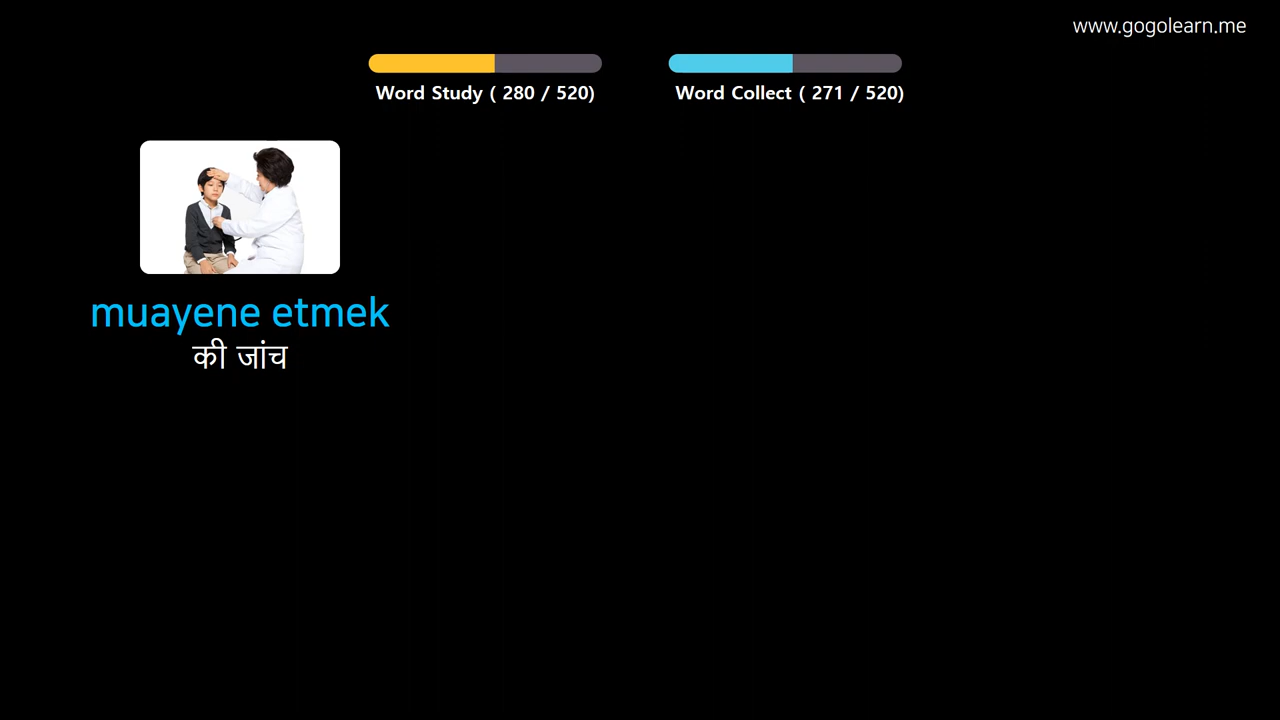 www.gogolearn.me
Word Study ( 280 / 520)
Word Collect ( 271 / 520)
muayene etmek
की जांच